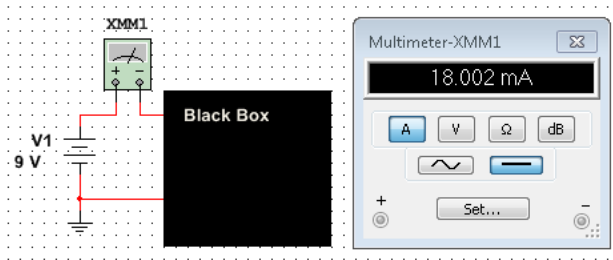 XMM1
+ −
Black Box
V1
9 V
Multimeter-XMM1
18.002 mA
A V Ω dB
+ Set... −